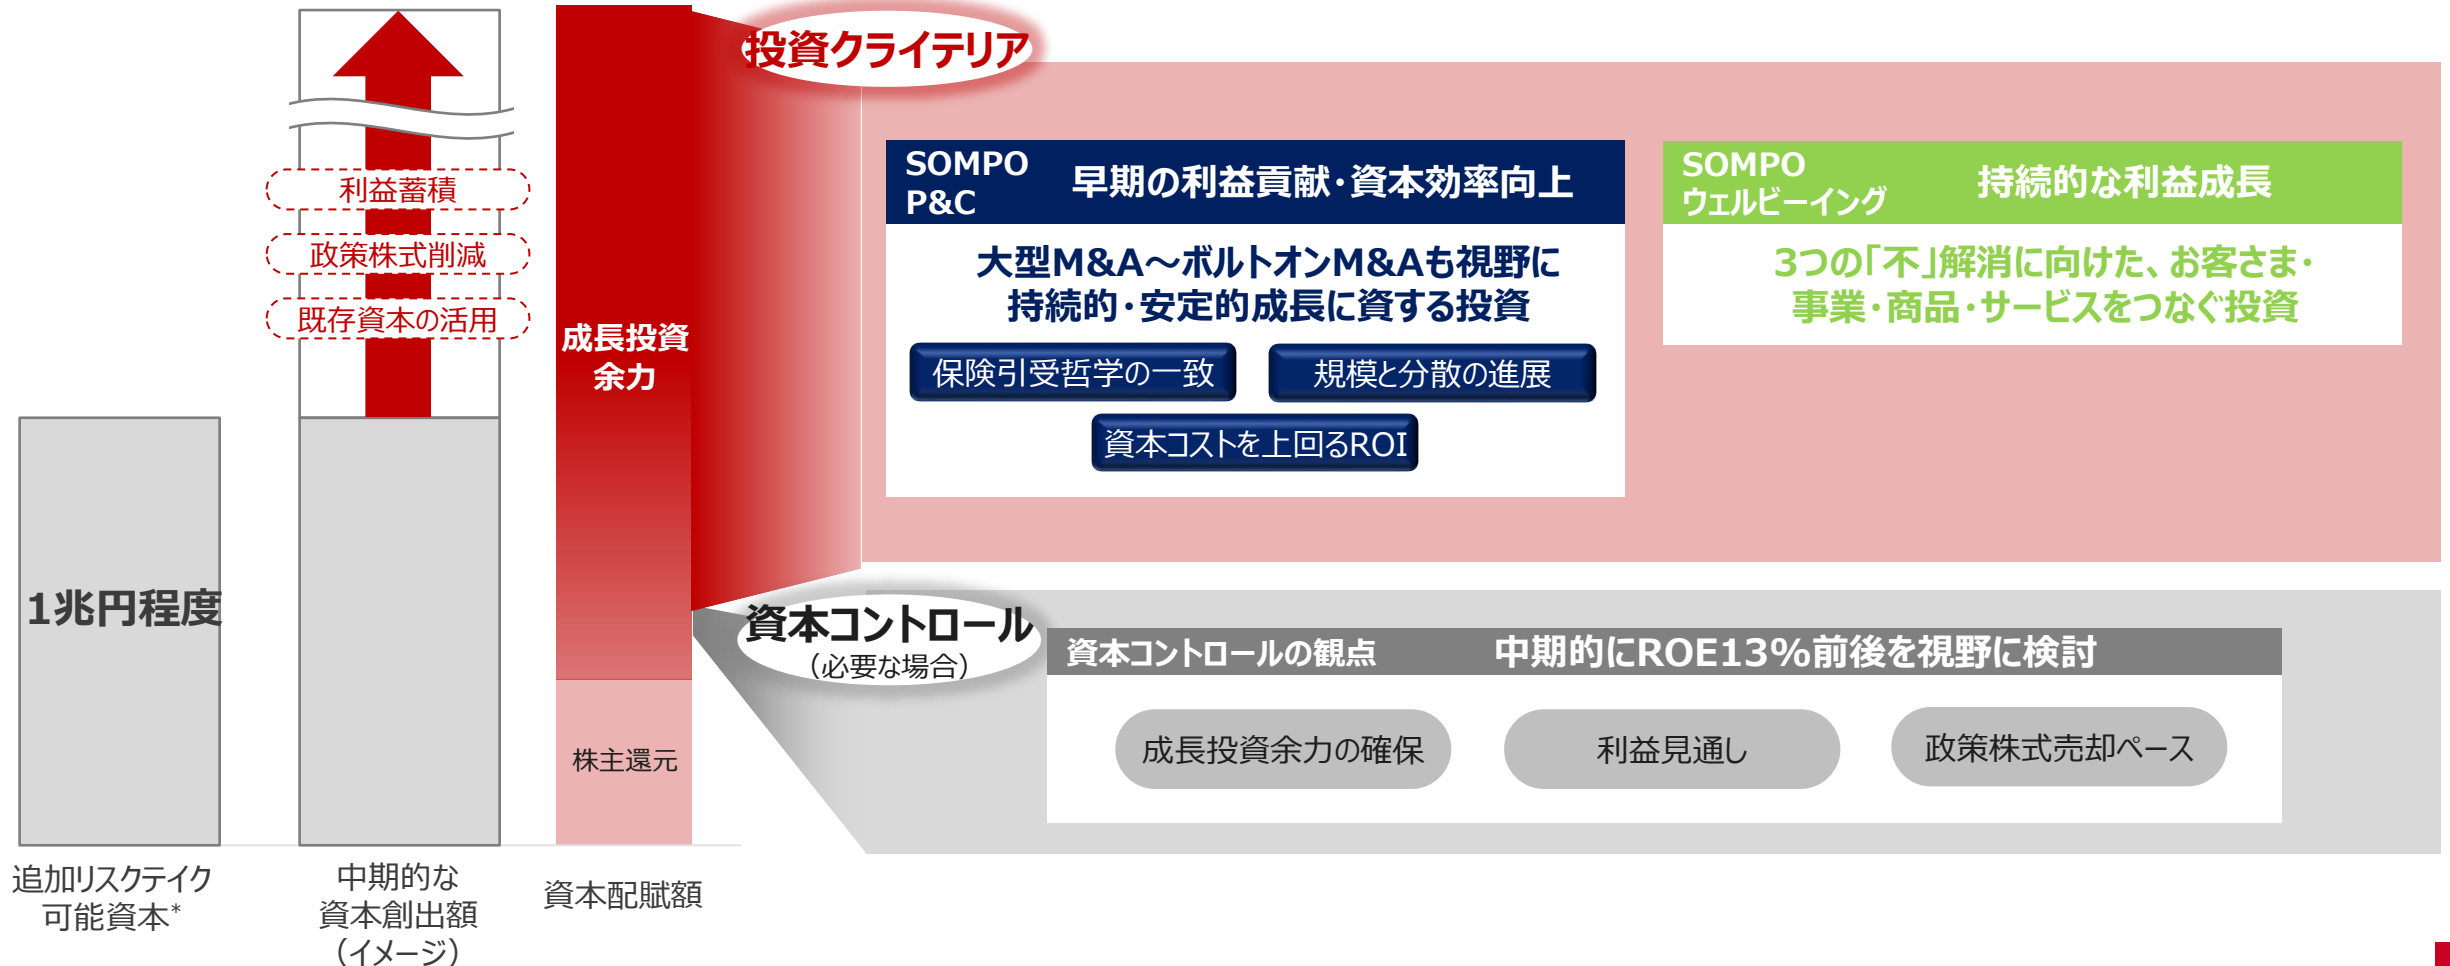 投資クライテリア
SOMPO
P&C
早期の利益貢献・資本効率向上
大型M&A～ボルトオンM&Aも視野に
持続的・安定的成長に資する投資
保険引受哲学の一致
規模と分散の進展
資本コストを上回るROI
SOMPO
ウェルビーイング
持続的な利益成長
3つの「不」解消に向けた、お客さま・
事業・商品・サービスをつなぐ投資
利益蓄積
政策株式削減
既存資本の活用
成長投資
余力
1兆円程度
株主還元
資本コントロール
（必要な場合）
資本コントロールの観点
中期的にROE13%前後を視野に検討
成長投資余力の確保
利益見通し
政策株式売却ペース
追加リスクテイク
可能資本*
中期的な
資本創出額
（イメージ）
資本配賦額